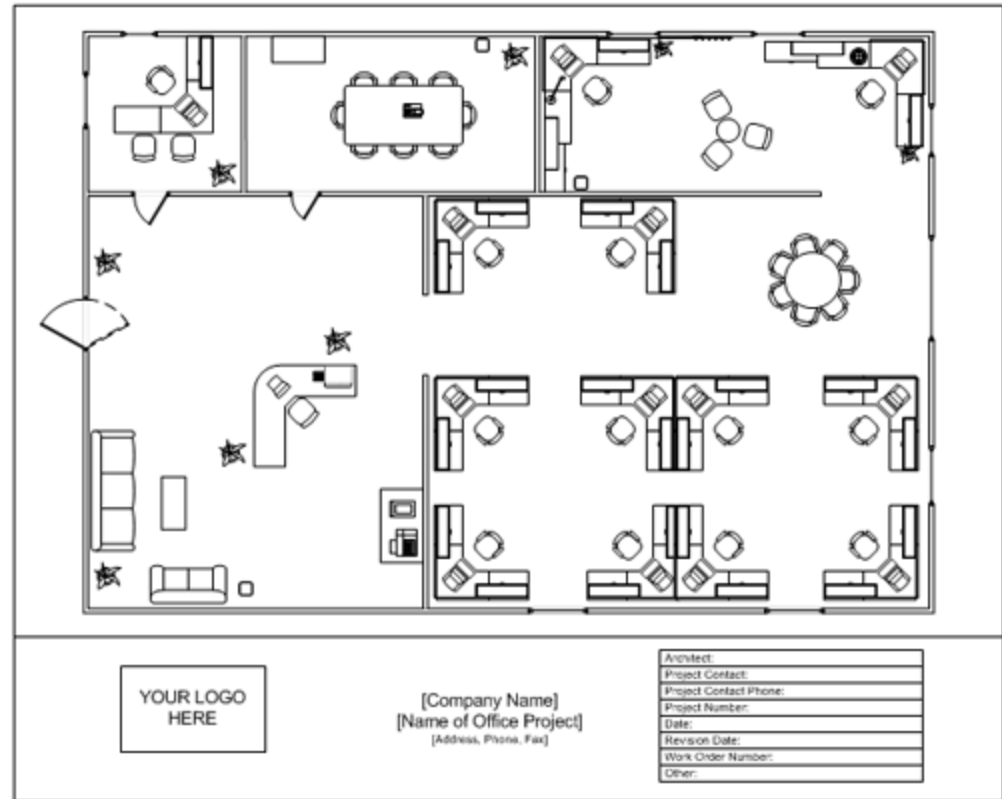 YOUR LOGO
HERE
[Company Name]
[Name of Office Project]
[Address, Phone, Fax]
Architect:
Project Contact:
Project Contact Phone:
Project Number:
Date:
Revision Date:
Work Order Number:
Other: